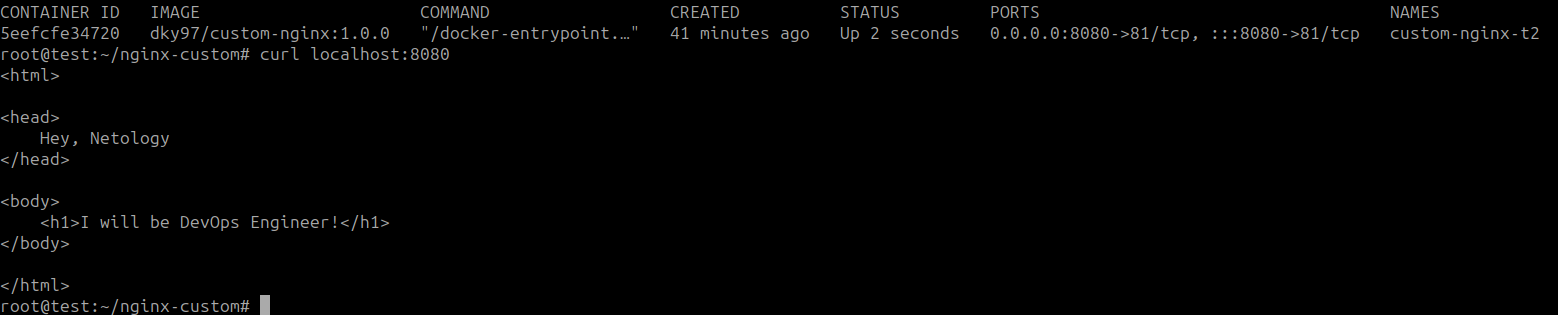 CONTAINER ID   IMAGE                     COMMAND                  CREATED          STATUS         PORTS                                   NAMES
5eefcfe34720   dky97/custom-nginx:1.0.0   "/docker-entrypoint.…"   41 minutes ago   Up 2 seconds   0.0.0.0:8080->81/tcp, :::8080->81/tcp   custom-nginx-t2
root@test:~/nginx-custom# curl localhost:8080
<html>
<head>
    Hey, Netology
</head>
<body>
    <h1>I will be DevOps Engineer!</h1>
</body>
</html>
root@test:~/nginx-custom#